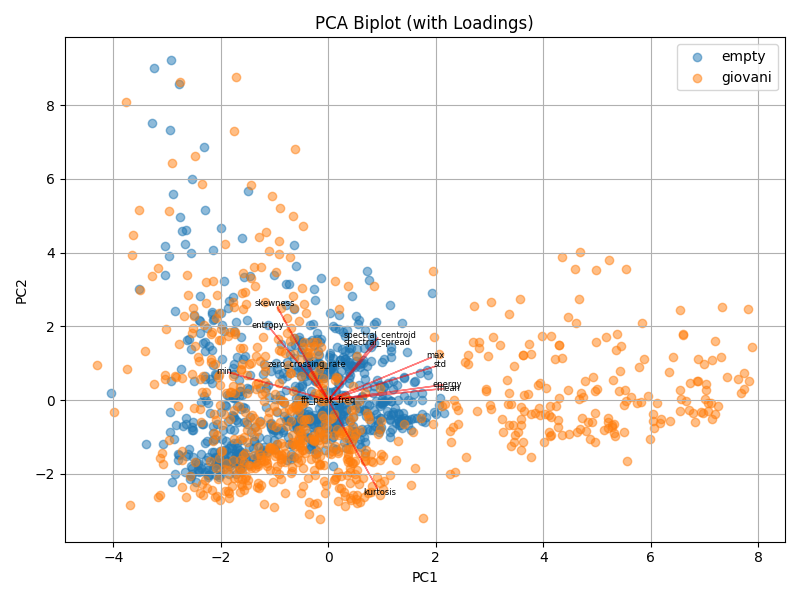 PCA Biplot (with Loadings)
empty
giovani
8
6
4
2
0
−2
PC2
skewness
entropy
spectral_centroid
spectral_spread
max
std
zero_crossing_rate
min
energy
mean
fft_peak_freq
kurtosis
−4
−2
0
2
4
6
8
PC1